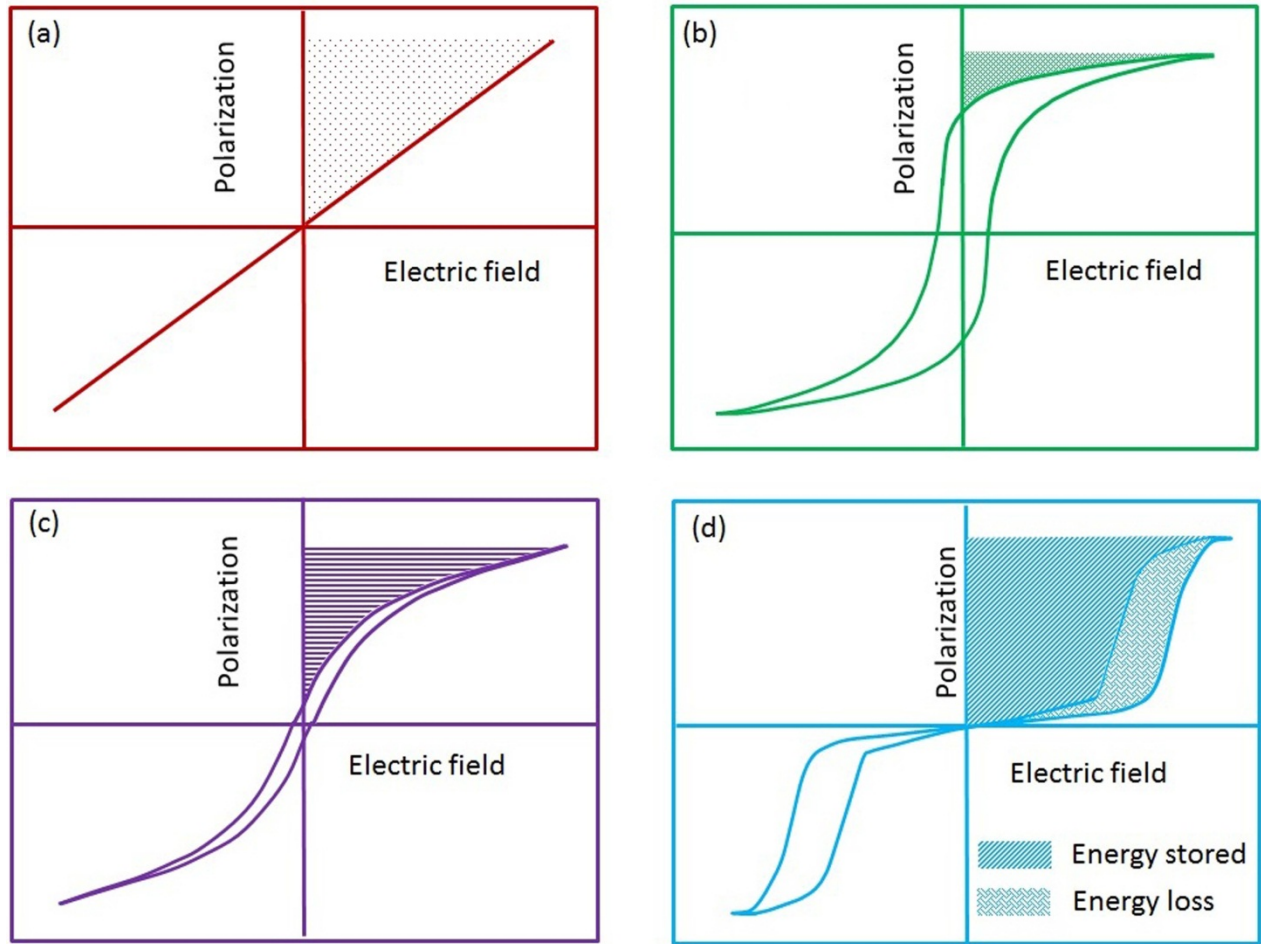 (a)
Polarization
Electric field
(b)
Polarization
Electric field
(c)
Polarization
Electric field
(d)
Polarization
Electric field
Energy stored
Energy loss